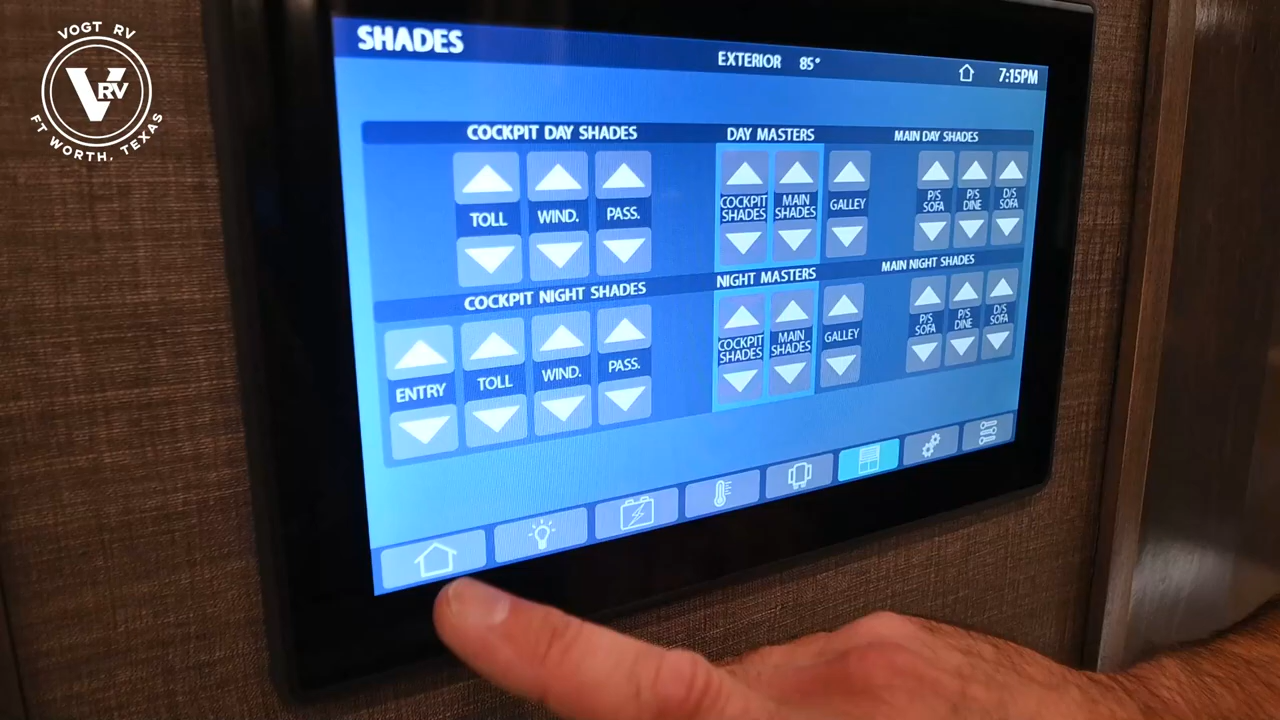 VOGT RV
VRV
FT WORTH, TEXAS
SHADES
EXTERIOR 85°
7:15PM
COCKPIT DAY SHADES
TOLL
WIND.
PASS.
DAY MASTERS
COCKPIT
SHADES
MAIN
SHADES
GALLEY
MAIN DAY SHADES
P/S
SOFA
P/S
DINE
D/S
SOFA
COCKPIT NIGHT SHADES
ENTRY
TOLL
WIND.
PASS.
NIGHT MASTERS
COCKPIT
SHADES
MAIN
SHADES
GALLEY
MAIN NIGHT SHADES
P/S
SOFA
P/S
DINE
D/S
SOFA